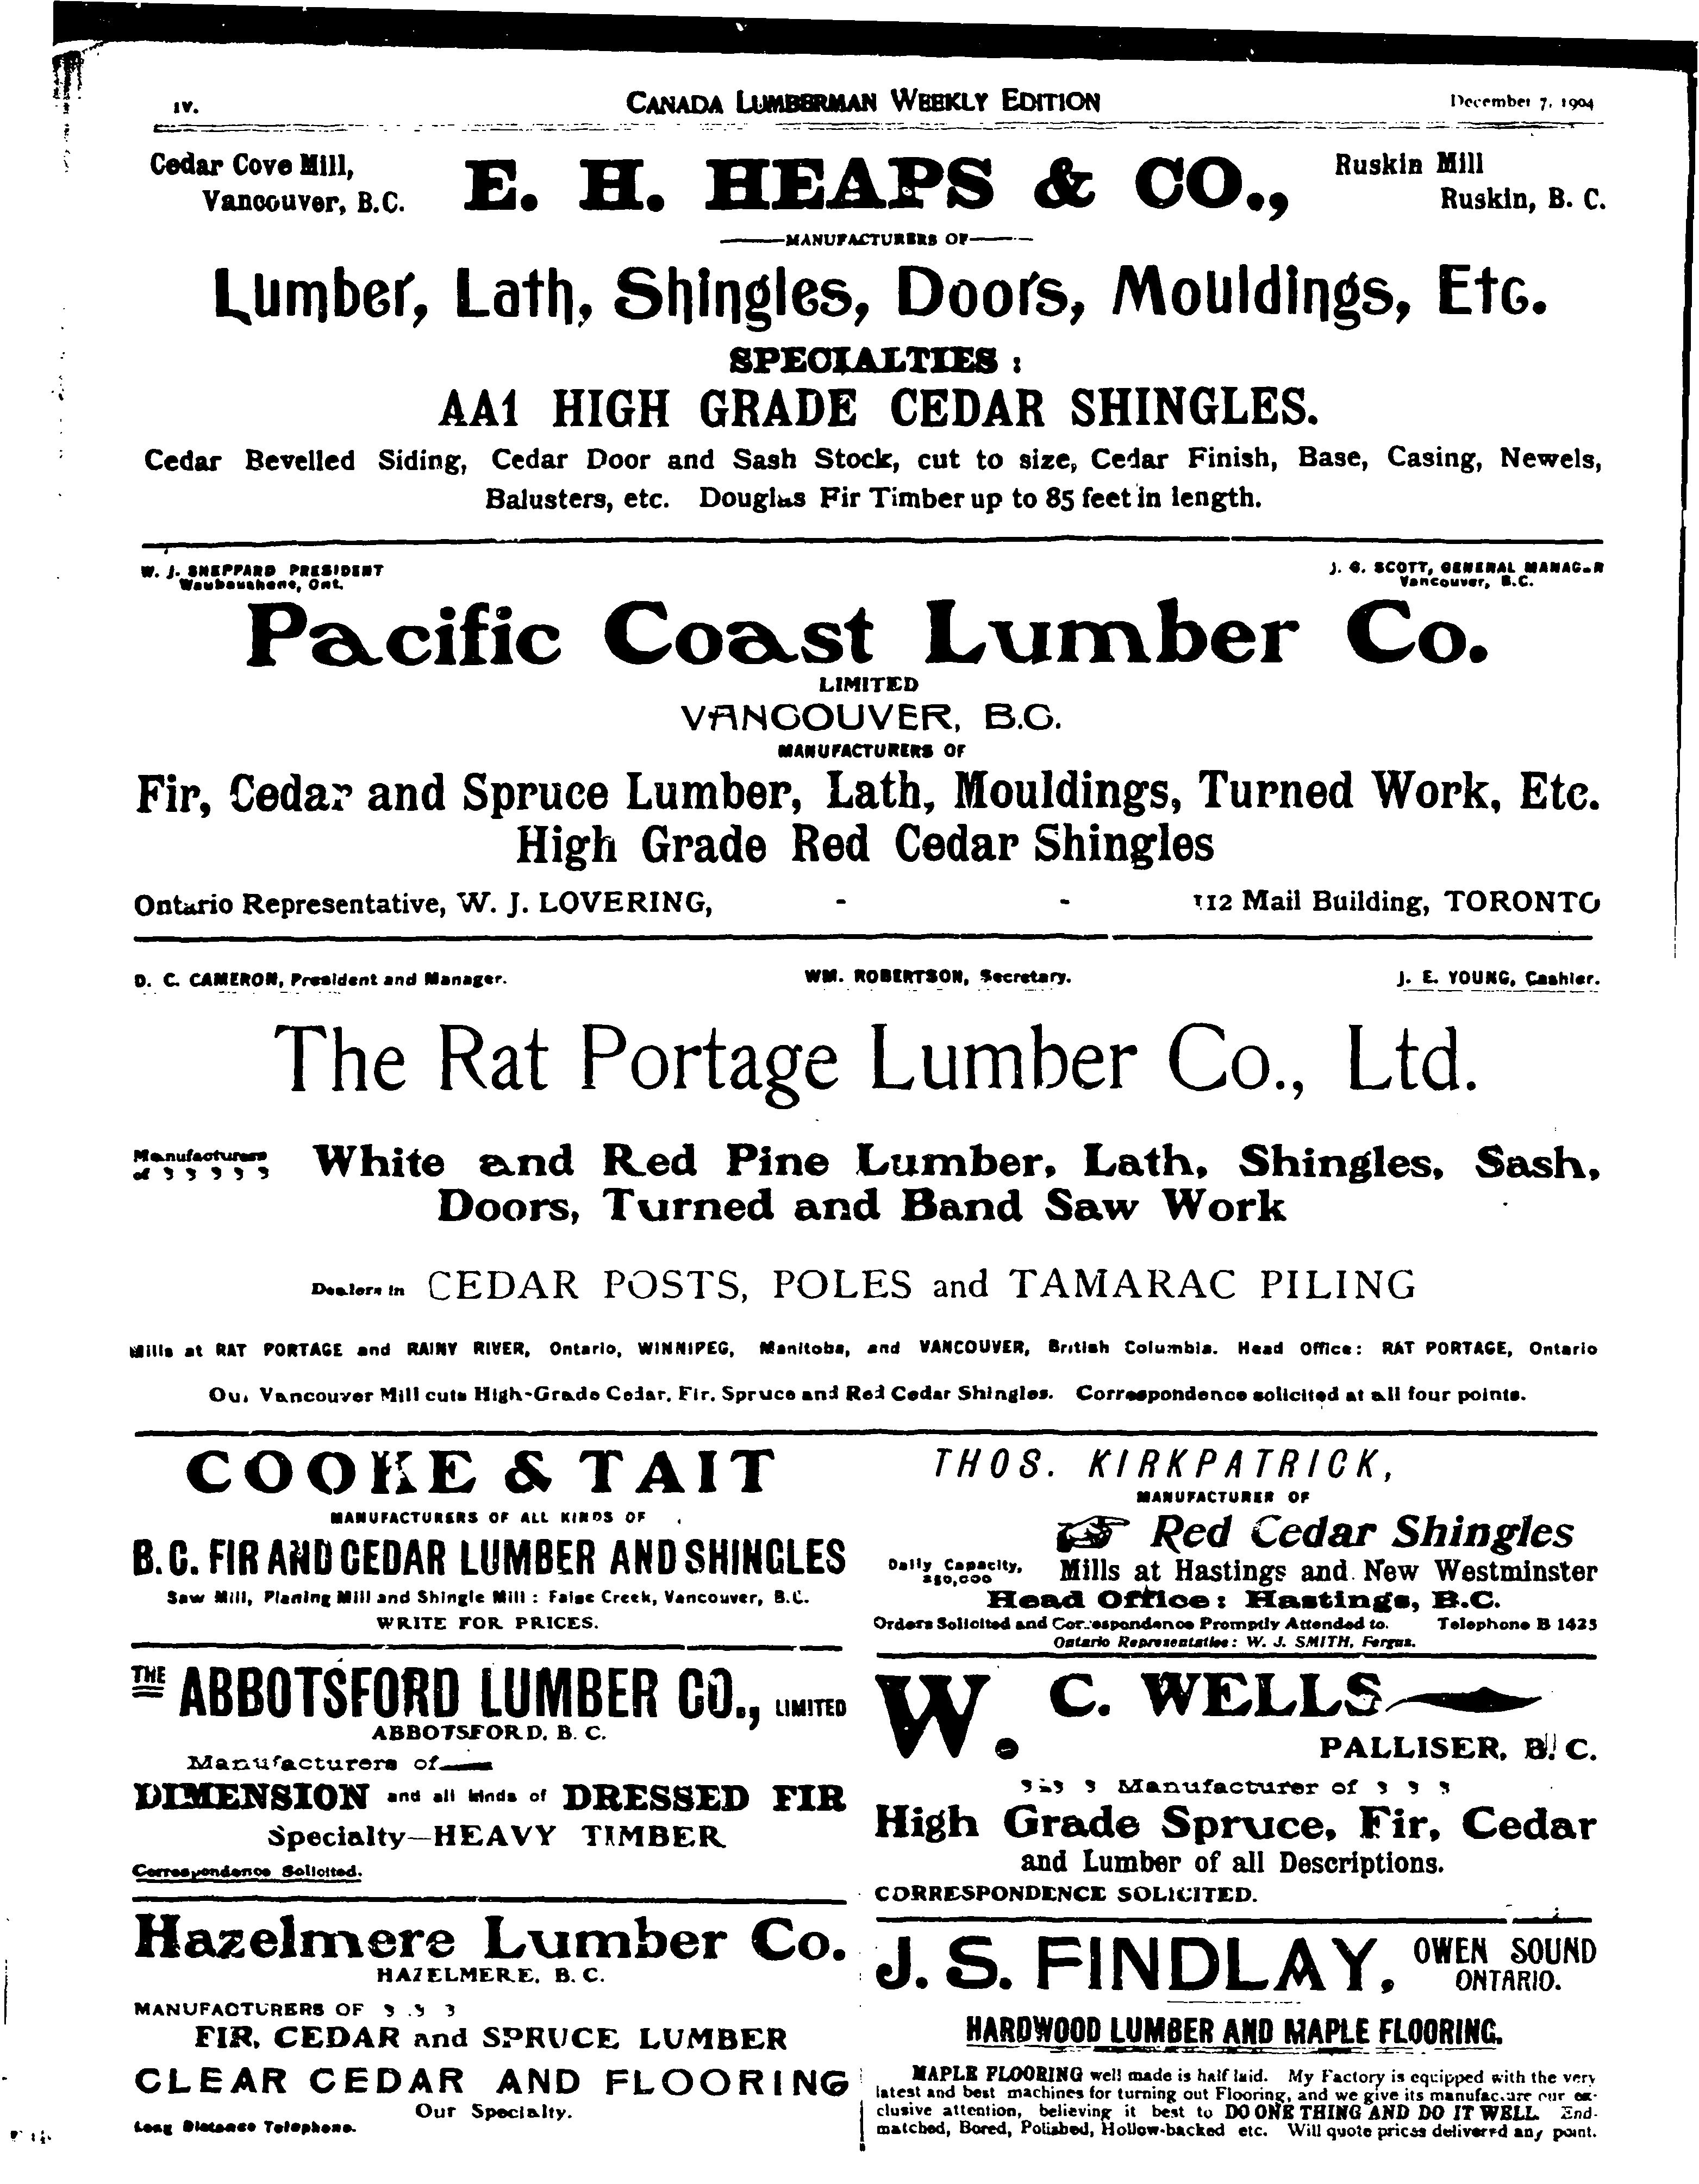 IV.
CANADA LUMBERMAN WEEKLY EDITION
December 7, 1904
Cedar Cove Mill,
Vancouver, B.C.
E. H. HEAPS & CO.,
Ruskin Mill
Ruskin, B. C.
MANUFACTURERS OF
Lumber, Lath, Shingles, Doors, Mouldings, Etc.
SPECIALTIES :
AA1 HIGH GRADE CEDAR SHINGLES.
Cedar Bevelled Siding, Cedar Door and Sash Stock, cut to size, Cedar Finish, Base, Casing, Newels,
Balusters, etc. Douglas Fir Timber up to 85 feet in length.
W. J. SHEPPARD PRESIDENT
Waubaushene, Ont.
J. G. SCOTT, GENERAL MANAGER
Vancouver, B.C.
Pacific Coast Lumber Co.
LIMITED
VANCOUVER, B.C.
MANUFACTURERS OF
Fir, Cedar and Spruce Lumber, Lath, Mouldings, Turned Work, Etc.
High Grade Red Cedar Shingles
Ontario Representative, W. J. LOVERING, - - 112 Mail Building, TORONTO
D. C. CAMERON, President and Manager.
WM. ROBERTSON, Secretary.
J. E. YOUNG, Cashier.
The Rat Portage Lumber Co., Ltd.
Manufacturers
of
White and Red Pine Lumber, Lath, Shingles, Sash,
Doors, Turned and Band Saw Work
Dealers in CEDAR POSTS, POLES and TAMARAC PILING
Mills at RAT PORTAGE and RAINY RIVER, Ontario, WINNIPEG, Manitoba, and VANCOUVER, British Columbia. Head Office: RAT PORTAGE, Ontario
Our Vancouver Mill cuts High-Grade Cedar, Fir, Spruce and Red Cedar Shingles. Correspondence solicited at all four points.
COOKE & TAIT
MANUFACTURERS OF ALL KINDS OF
B.C. FIR AND CEDAR LUMBER AND SHINGLES
Saw Mill, Planing Mill and Shingle Mill : False Creek, Vancouver, B.C.
WRITE FOR PRICES.
THE ABBOTSFORD LUMBER CO., LIMITED
ABBOTSFORD, B. C.
Manufacturers of
DIMENSION and all kinds of DRESSED FIR
Specialty—HEAVY TIMBER
Correspondence Solicited.
Hazelmere Lumber Co.
HAZELMERE, B. C.
MANUFACTURERS OF
FIR, CEDAR and SPRUCE LUMBER
CLEAR CEDAR AND FLOORING
Our Specialty.
Long Distance Telephone.
THOS. KIRKPATRICK,
MANUFACTURER OF
Red Cedar Shingles
Daily Capacity,
Mills at Hastings and New Westminster
Head Office : Hastings, B.C.
Orders Solicited and Correspondence Promptly Attended to. Telephone B 1425
Ontario Representative: W. J. SMITH, Fergus.
W. C. WELLS
PALLISER, B. C.
Manufacturer of
High Grade Spruce, Fir, Cedar
and Lumber of all Descriptions.
CORRESPONDENCE SOLICITED.
J. S. FINDLAY, OWEN SOUND
ONTARIO.
HARDWOOD LUMBER AND MAPLE FLOORING.
MAPLE FLOORING well made is half laid. My Factory is equipped with the very
latest and best machines for turning out Flooring, and we give its manufacture our ex-
clusive attention, believing it best to DO ONE THING AND DO IT WELL. End-
matched, Bored, Polished, Hollow-backed etc. Will quote prices delivered any point.